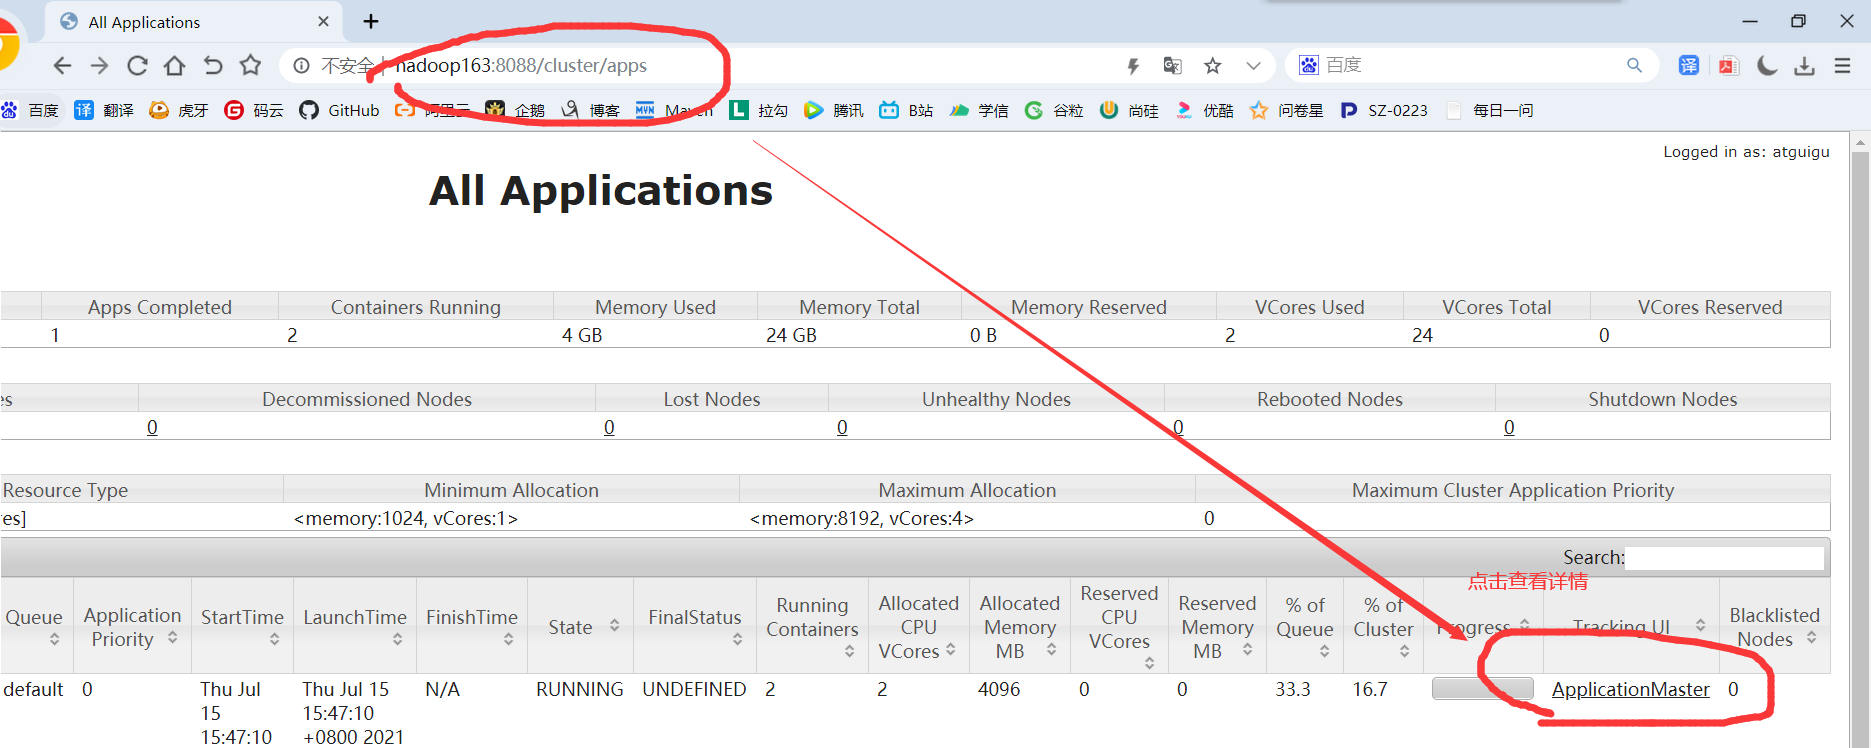 All Applications
不安全 hadoop163:8088/cluster/apps
百度
百度 翻译 虎牙 码云 GitHub 阿里云 企鹅 博客 Maven 拉勾 腾讯 B站 学信 谷粒 尚硅 优酷 问卷星 SZ-0223 每日一问
Logged in as: atguigu
All Applications
Apps Completed Containers Running Memory Used Memory Total Memory Reserved VCores Used VCores Total VCores Reserved
1 2 4 GB 24 GB 0 B 2 24 0
es Decommissioned Nodes Lost Nodes Unhealthy Nodes Rebooted Nodes Shutdown Nodes
0 0 0 0 0
Resource Type Minimum Allocation Maximum Allocation Maximum Cluster Application Priority
res] <memory:1024, vCores:1> <memory:8192, vCores:4> 0
Search:
点击查看详情
Queue Application Priority StartTime LaunchTime FinishTime State FinalStatus Running Containers Allocated CPU VCores Allocated Memory MB Reserved CPU VCores Reserved Memory MB % of Queue % of Cluster Progress Tracking UI Blacklisted Nodes
default 0 Thu Jul Thu Jul 15 N/A RUNNING UNDEFINED 2 2 4096 0 0 33.3 16.7 ApplicationMaster 0
15 15:47:10
15:47:10 +0800 2021